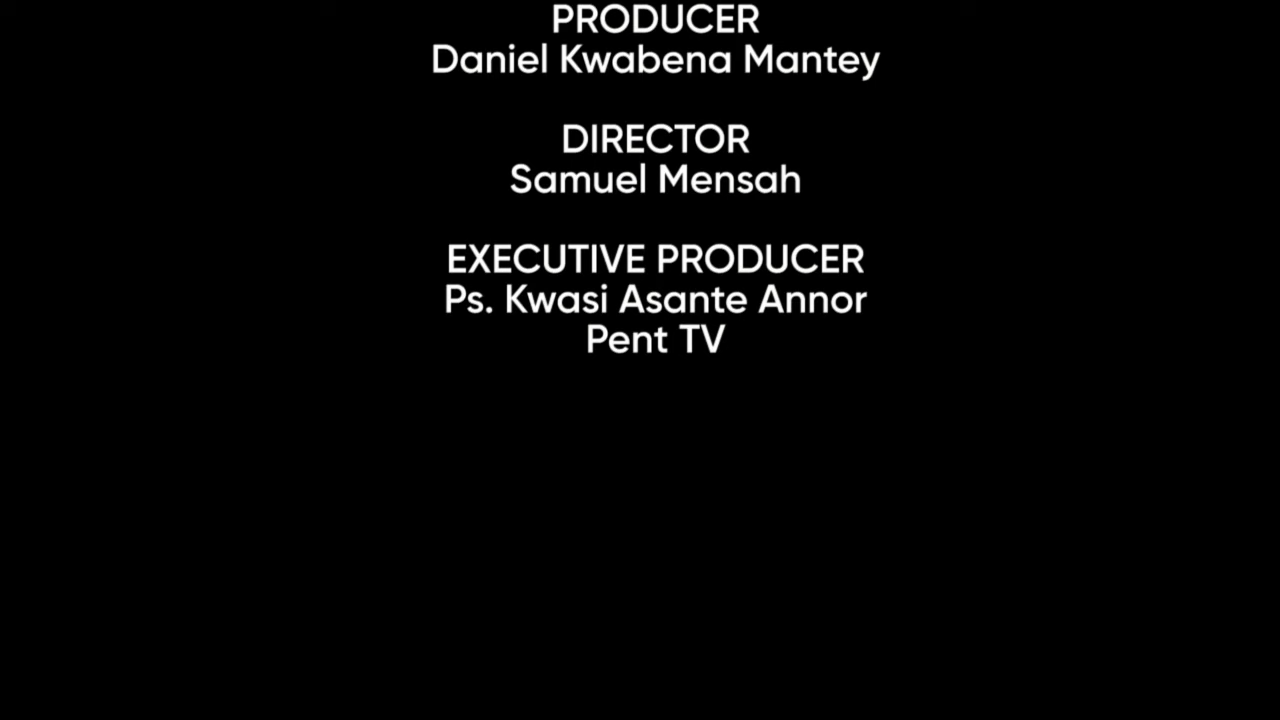 PRODUCER
Daniel Kwabena Mantey
DIRECTOR
Samuel Mensah
EXECUTIVE PRODUCER
Ps. Kwasi Asante Annor
Pent TV